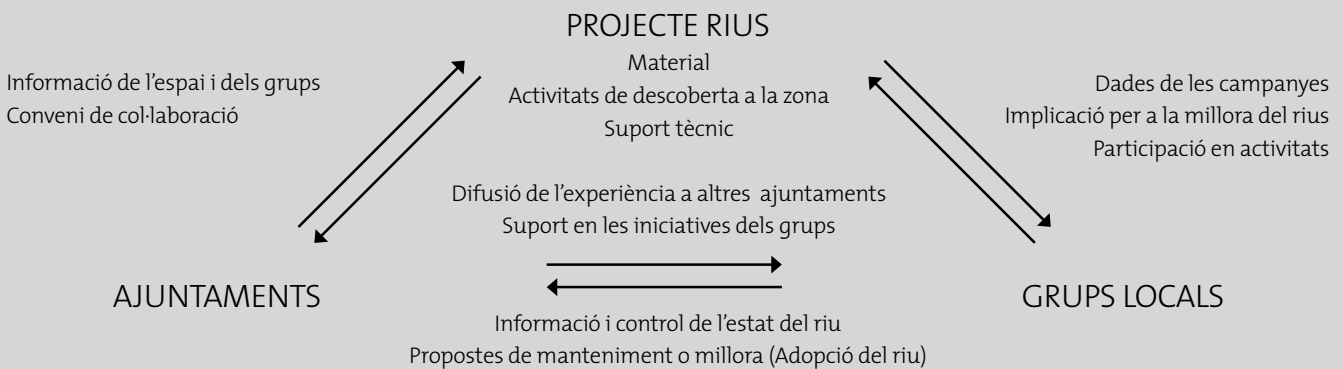 PROJECTE RIUS
Material
Activitats de descoberta a la zona
Suport tècnic
Informació de l'espai i dels grups
Conveni de col·laboració
Dades de les campanyes
Implicació per a la millora del rius
Participació en activitats
Difusió de l'experiència a altres ajuntaments
Suport en les iniciatives dels grups
AJUNTAMENTS
GRUPS LOCALS
Informació i control de l'estat del riu
Propostes de manteniment o millora (Adopció del riu)